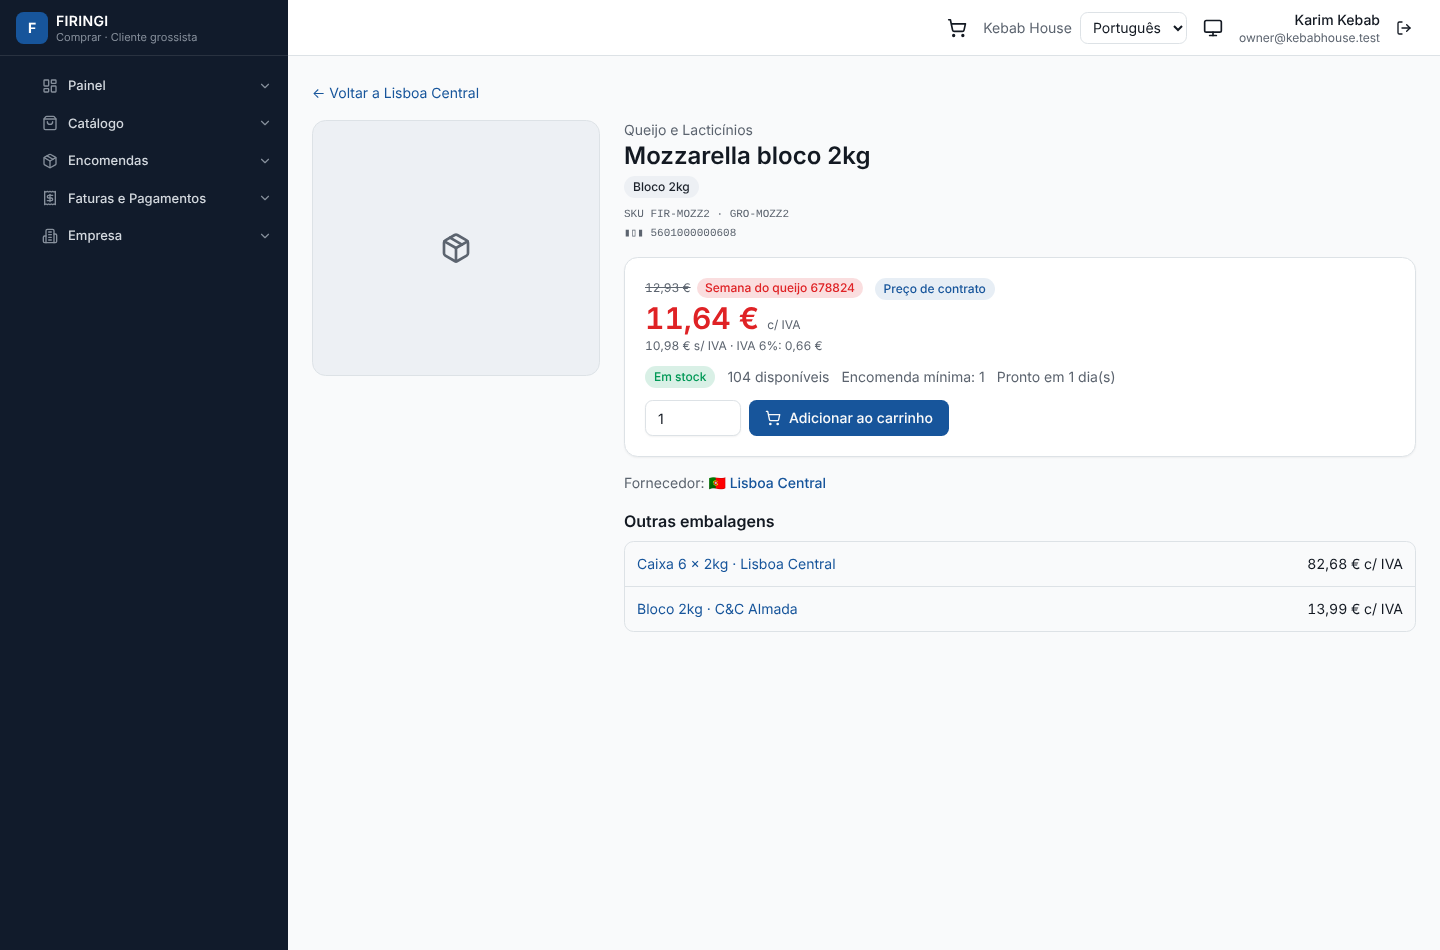 F
FIRINGI
Comprar · Cliente grossista
Kebab House
Português
Karim Kebab
owner@kebabhouse.test
Painel
Catálogo
Encomendas
Faturas e Pagamentos
Empresa
← Voltar a Lisboa Central
Queijo e Lacticínios
Mozzarella bloco 2kg
Bloco 2kg
SKU FIR-MOZZ2 · GRO-MOZZ2
▮▯▮ 5601000000608
12,93 € Semana do queijo 678824 Preço de contrato
11,64 € c/ IVA
10,98 € s/ IVA · IVA 6%: 0,66 €
Em stock 104 disponíveis Encomenda mínima: 1 Pronto em 1 dia(s)
1 Adicionar ao carrinho
Fornecedor: 🇵🇹 Lisboa Central
Outras embalagens
Caixa 6 × 2kg · Lisboa Central 82,68 € c/ IVA
Bloco 2kg · C&C Almada 13,99 € c/ IVA